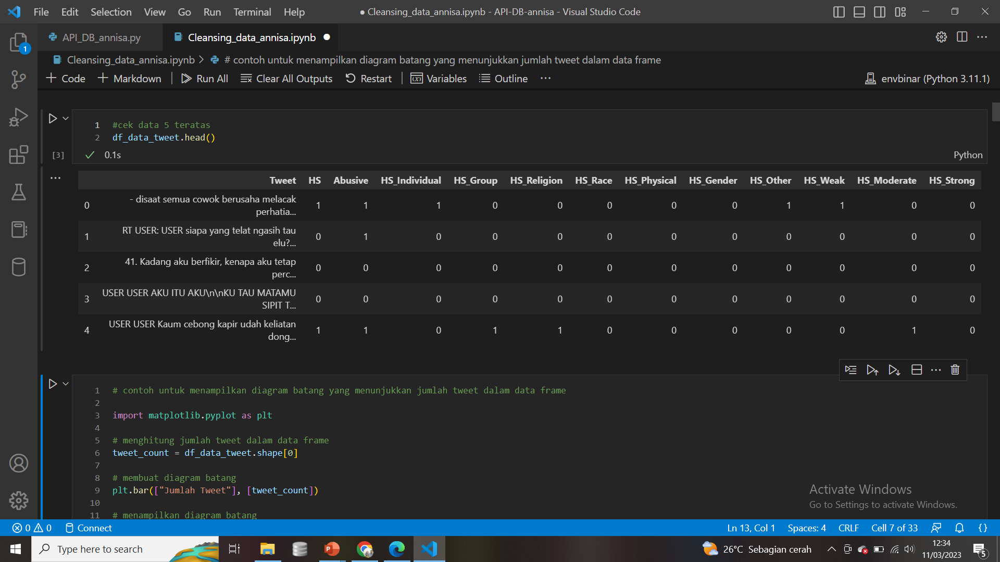 File Edit Selection View Go Run Terminal Help
● Cleansing_data_annisa.ipynb - API-DB-annisa - Visual Studio Code
API_DB_annisa.py
Cleansing_data_annisa.ipynb ●
Cleansing_data_annisa.ipynb > # contoh untuk menampilkan diagram batang yang menunjukkan jumlah tweet dalam data frame
+ Code + Markdown | Run All Clear All Outputs Restart | Variables Outline ...
envbinar (Python 3.11.1)
1
1 #cek data 5 teratas
2 df_data_tweet.head()
[3] ✓ 0.1s
Python
...
Tweet HS Abusive HS_Individual HS_Group HS_Religion HS_Race HS_Physical HS_Gender HS_Other HS_Weak HS_Moderate HS_Strong
0 - disaat semua cowok berusaha melacak
perhatia... 1 1 1 0 0 0 0 0 1 1 0 0
1 RT USER: USER siapa yang telat ngasih tau
elu?... 0 1 0 0 0 0 0 0 0 0 0 0
2 41. Kadang aku berfikir, kenapa aku tetap
perc... 0 0 0 0 0 0 0 0 0 0 0 0
3 USER USER AKU ITU AKU\n\nKU TAU MATAMU
SIPIT T... 0 0 0 0 0 0 0 0 0 0 0 0
4 USER USER Kaum cebong kapir udah keliatan
dong... 1 1 0 1 1 0 0 0 0 0 1 0
1 # contoh untuk menampilkan diagram batang yang menunjukkan jumlah tweet dalam data frame
2
3 import matplotlib.pyplot as plt
4
5 # menghitung jumlah tweet dalam data frame
6 tweet_count = df_data_tweet.shape[0]
7
8 # membuat diagram batang
9 plt.bar(["Jumlah Tweet"], [tweet_count])
10
11 # menampilkan diagram batang
Activate Windows
Go to Settings to activate Windows.
0 0 Connect
Ln 13, Col 1 Spaces: 4 CRLF Cell 7 of 33 {}
Type here to search
P
26°C Sebagian cerah
12:34
11/03/2023
5